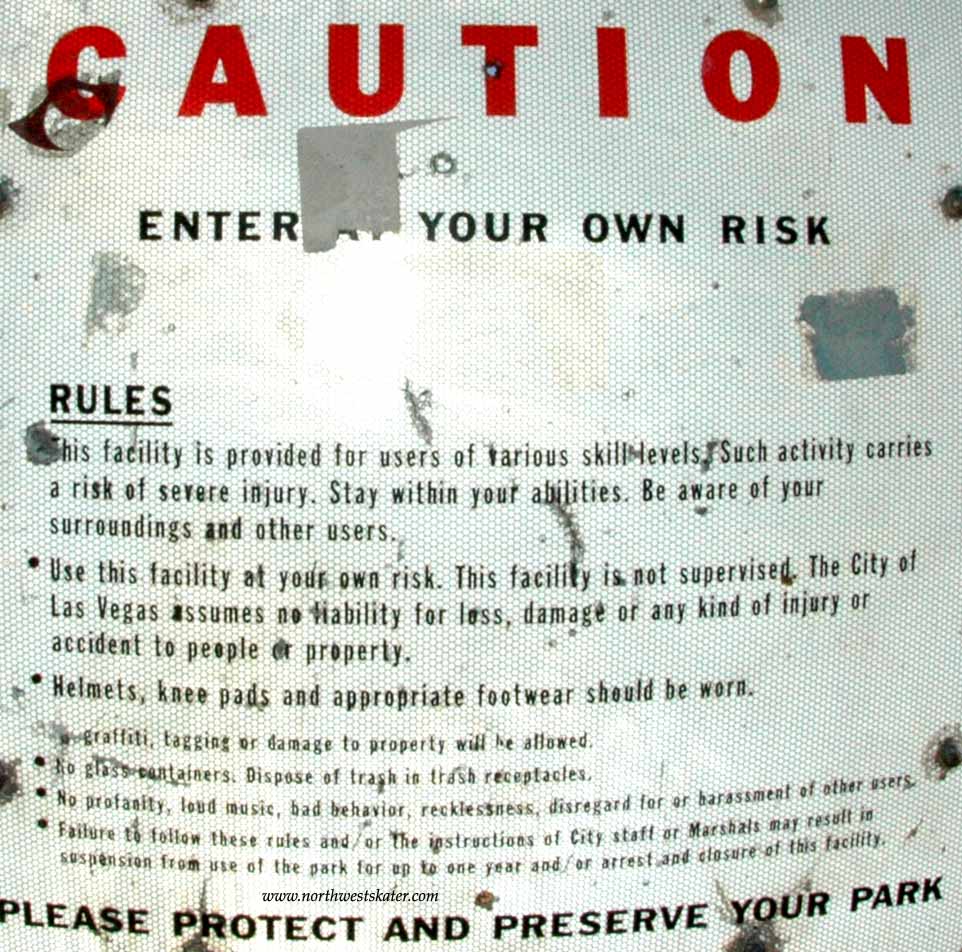 CAUTION
ENTER AT YOUR OWN RISK
RULES
This facility is provided for users of various skill levels. Such activity carries
a risk of severe injury. Stay within your abilities. Be aware of your
surroundings and other users.
• Use this facility at your own risk. This facility is not supervised. The City of
Las Vegas assumes no liability for loss, damage or any kind of injury or
accident to people or property.
• Helmets, knee pads and appropriate footwear should be worn.
graffiti, tagging or damage to property will be allowed.
• No glass containers. Dispose of trash in trash receptacles.
• No profanity, loud music, bad behavior, recklessness, disregard for or harassment of other users.
• Failure to follow these rules and/or The instructions of City staff or Marshals may result in
suspension from use of the park for up to one year and/or arrest and closure of this facility.
www.northwestskater.com
PLEASE PROTECT AND PRESERVE YOUR PARK